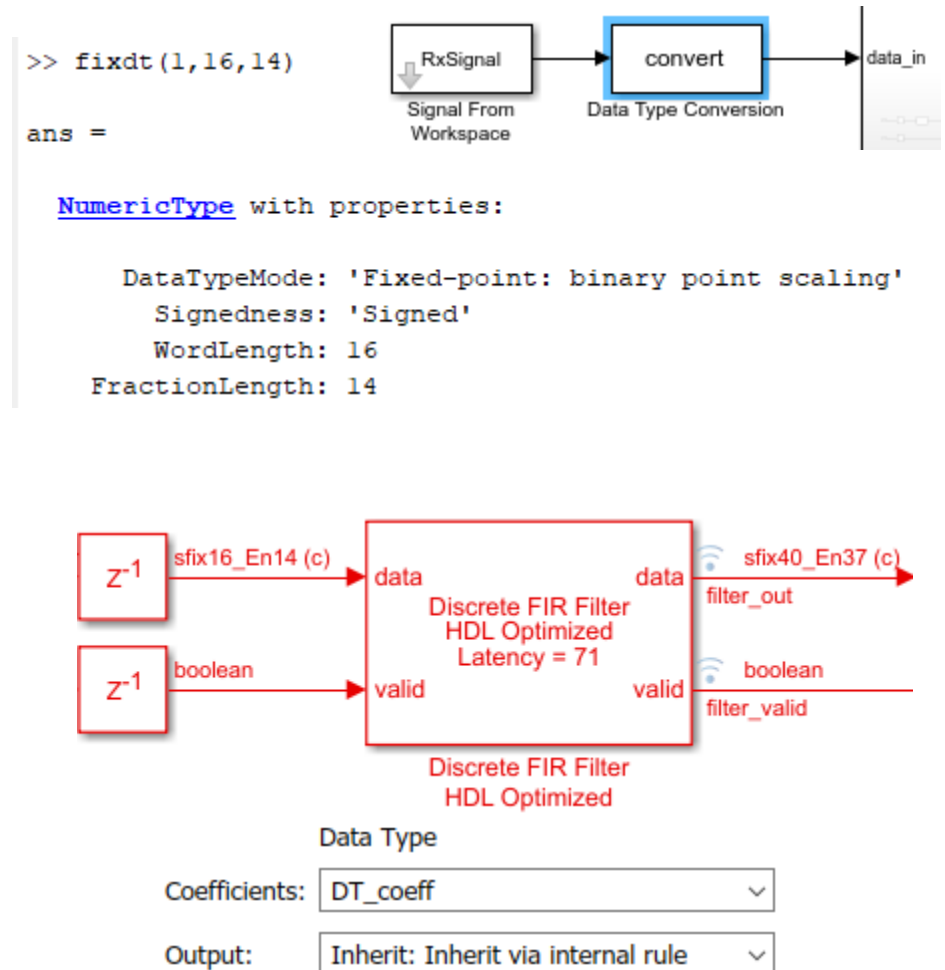 >> fixdt(1,16,14)
ans =
NumericType with properties:
DataTypeMode: 'Fixed-point: binary point scaling'
Signedness: 'Signed'
WordLength: 16
FractionLength: 14
RxSignal
Signal From
Workspace
convert
Data Type Conversion
data_in
Z-1
sfix16_En14 (c)
Z-1
boolean
data
valid
Discrete FIR Filter
HDL Optimized
Latency = 71
data
valid
sfix40_En37 (c)
filter_out
boolean
filter_valid
Discrete FIR Filter
HDL Optimized
Data Type
Coefficients: DT_coeff
Output: Inherit: Inherit via internal rule